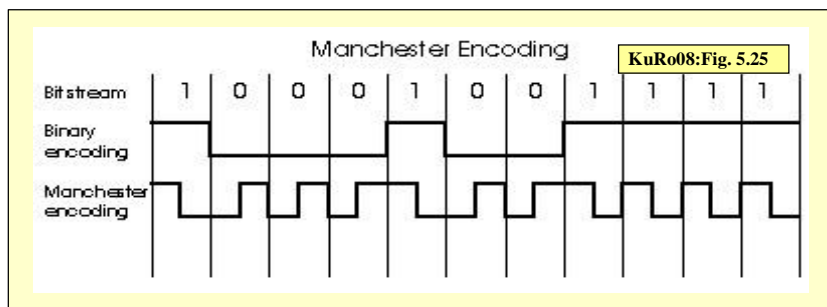 Manchester Encoding
KuRo08:Fig. 5.25
Bit stream 1 0 0 0 1 0 0 1 1 1 1
Binary
encoding
Manchester
encoding